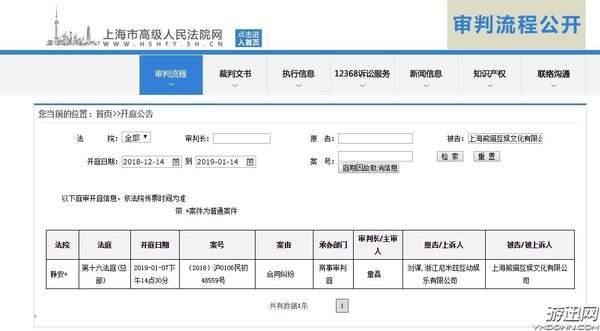 上海市高级人民法院网
WWW.HSHFY.SH.CN
点击进入首页
审判流程公开
审判流程 裁判文书 执行信息 12368诉讼服务 新闻信息 知识产权 联络沟通
您当前的位置：首页>>开庭公告
法 院： 全部 审判长： 原 告： 被告： 上海熊猫互娱文化有限公
开庭日期： 2018-12-14 到 2019-01-14 案 号： 检 索 重 置
庭期因故取消信息
以下庭审开庭信息，依法院传票时间为准
带 *案件为普通案件
法院 法庭 开庭日期 案号 案由 承办部门 审判长/主审人 原告/上诉人 被告/被上诉人
静安* 第十六法庭(总部) 2019-01-07下午14点30分 （2018）沪0106民初48559号 合同纠纷 商事审判庭 童磊 刘谋,浙江尼米兹互动娱乐有限公司 上海熊猫互娱文化有限公司
共有数据1条 1
游迅网
YXDOWN.COM